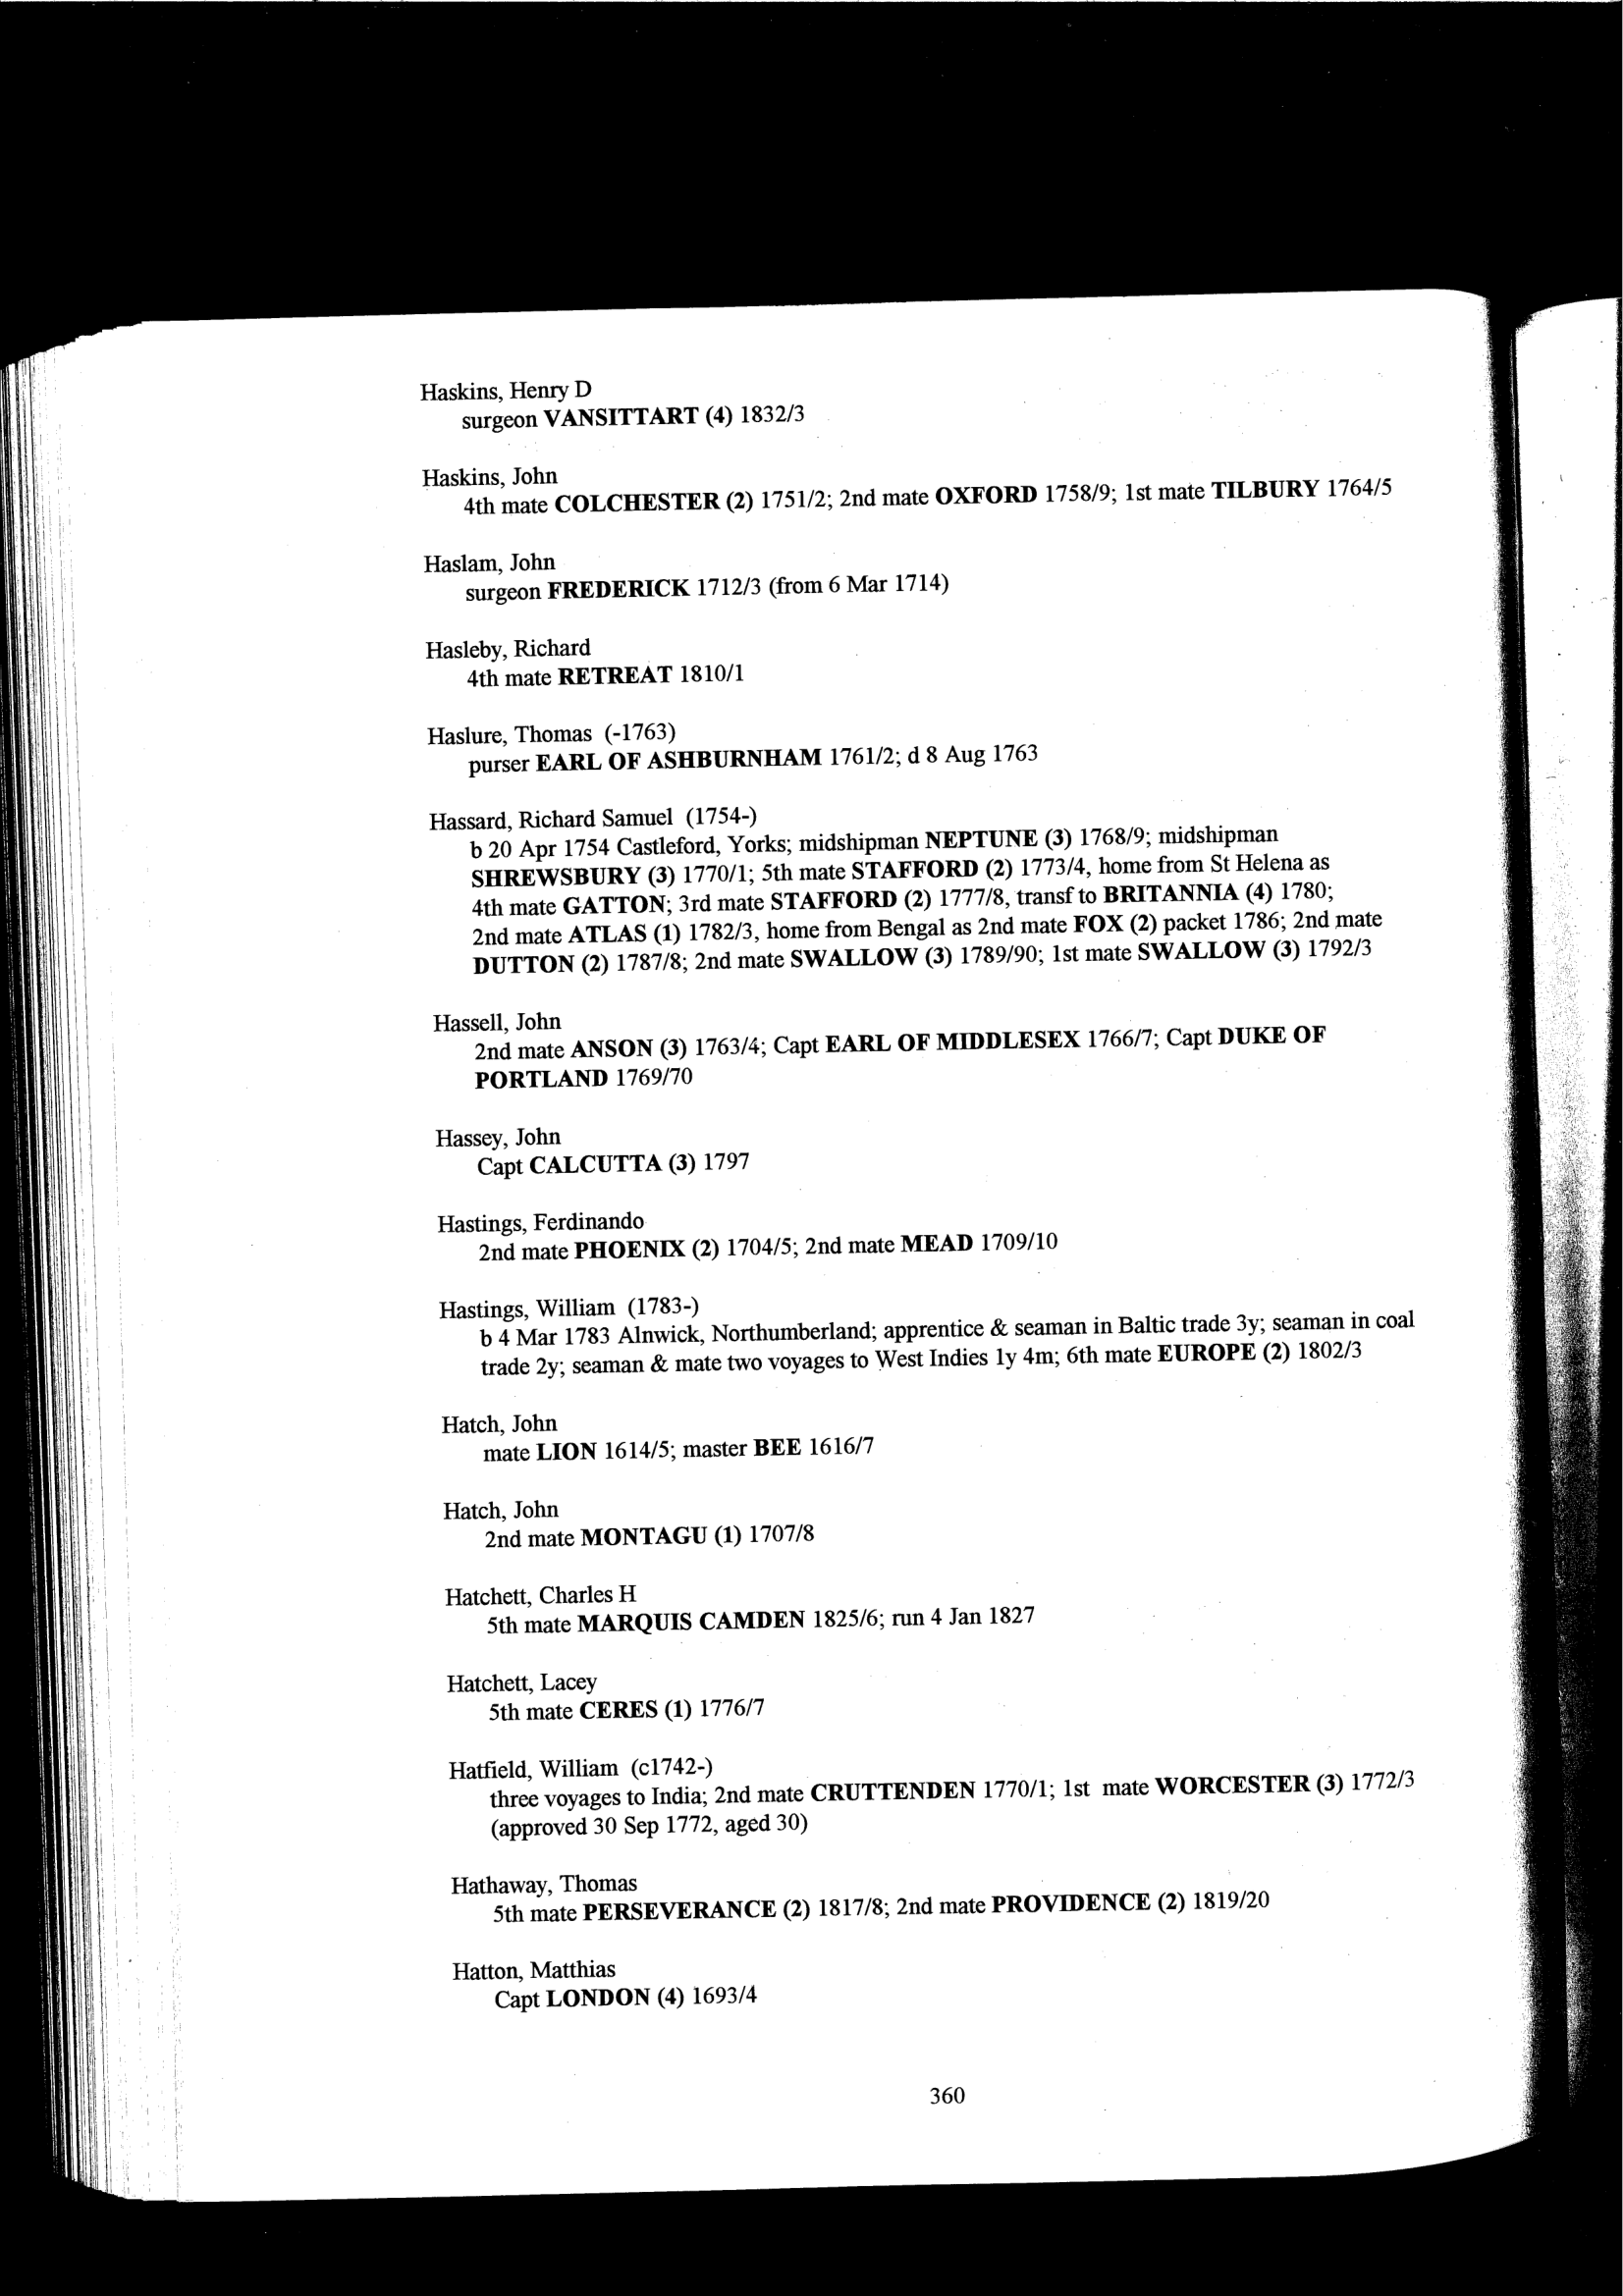 Haskins, Henry D
surgeon VANSITTART (4) 1832/3
Haskins, John
4th mate COLCHESTER (2) 1751/2; 2nd mate OXFORD 1758/9; 1st mate TILBURY 1764/5
Haslam, John
surgeon FREDERICK 1712/3 (from 6 Mar 1714)
Hasleby, Richard
4th mate RETREAT 1810/1
Haslure, Thomas (-1763)
purser EARL OF ASHBURNHAM 1761/2; d 8 Aug 1763
Hassard, Richard Samuel (1754-)
b 20 Apr 1754 Castleford, Yorks; midshipman NEPTUNE (3) 1768/9; midshipman
SHREWSBURY (3) 1770/1; 5th mate STAFFORD (2) 1773/4, home from St Helena as
4th mate GATTON; 3rd mate STAFFORD (2) 1777/8, transf to BRITANNIA (4) 1780;
2nd mate ATLAS (1) 1782/3, home from Bengal as 2nd mate FOX (2) packet 1786; 2nd mate
DUTTON (2) 1787/8; 2nd mate SWALLOW (3) 1789/90; 1st mate SWALLOW (3) 1792/3
Hassell, John
2nd mate ANSON (3) 1763/4; Capt EARL OF MIDDLESEX 1766/7; Capt DUKE OF
PORTLAND 1769/70
Hassey, John
Capt CALCUTTA (3) 1797
Hastings, Ferdinando
2nd mate PHOENIX (2) 1704/5; 2nd mate MEAD 1709/10
Hastings, William (1783-)
b 4 Mar 1783 Alnwick, Northumberland; apprentice & seaman in Baltic trade 3y; seaman in coal
trade 2y; seaman & mate two voyages to West Indies 1y 4m; 6th mate EUROPE (2) 1802/3
Hatch, John
mate LION 1614/5; master BEE 1616/7
Hatch, John
2nd mate MONTAGU (1) 1707/8
Hatchett, Charles H
5th mate MARQUIS CAMDEN 1825/6; run 4 Jan 1827
Hatchett, Lacey
5th mate CERES (1) 1776/7
Hatfield, William (c1742-)
three voyages to India; 2nd mate CRUTTENDEN 1770/1; 1st mate WORCESTER (3) 1772/3
(approved 30 Sep 1772, aged 30)
Hathaway, Thomas
5th mate PERSEVERANCE (2) 1817/8; 2nd mate PROVIDENCE (2) 1819/20
Hatton, Matthias
Capt LONDON (4) 1693/4
360